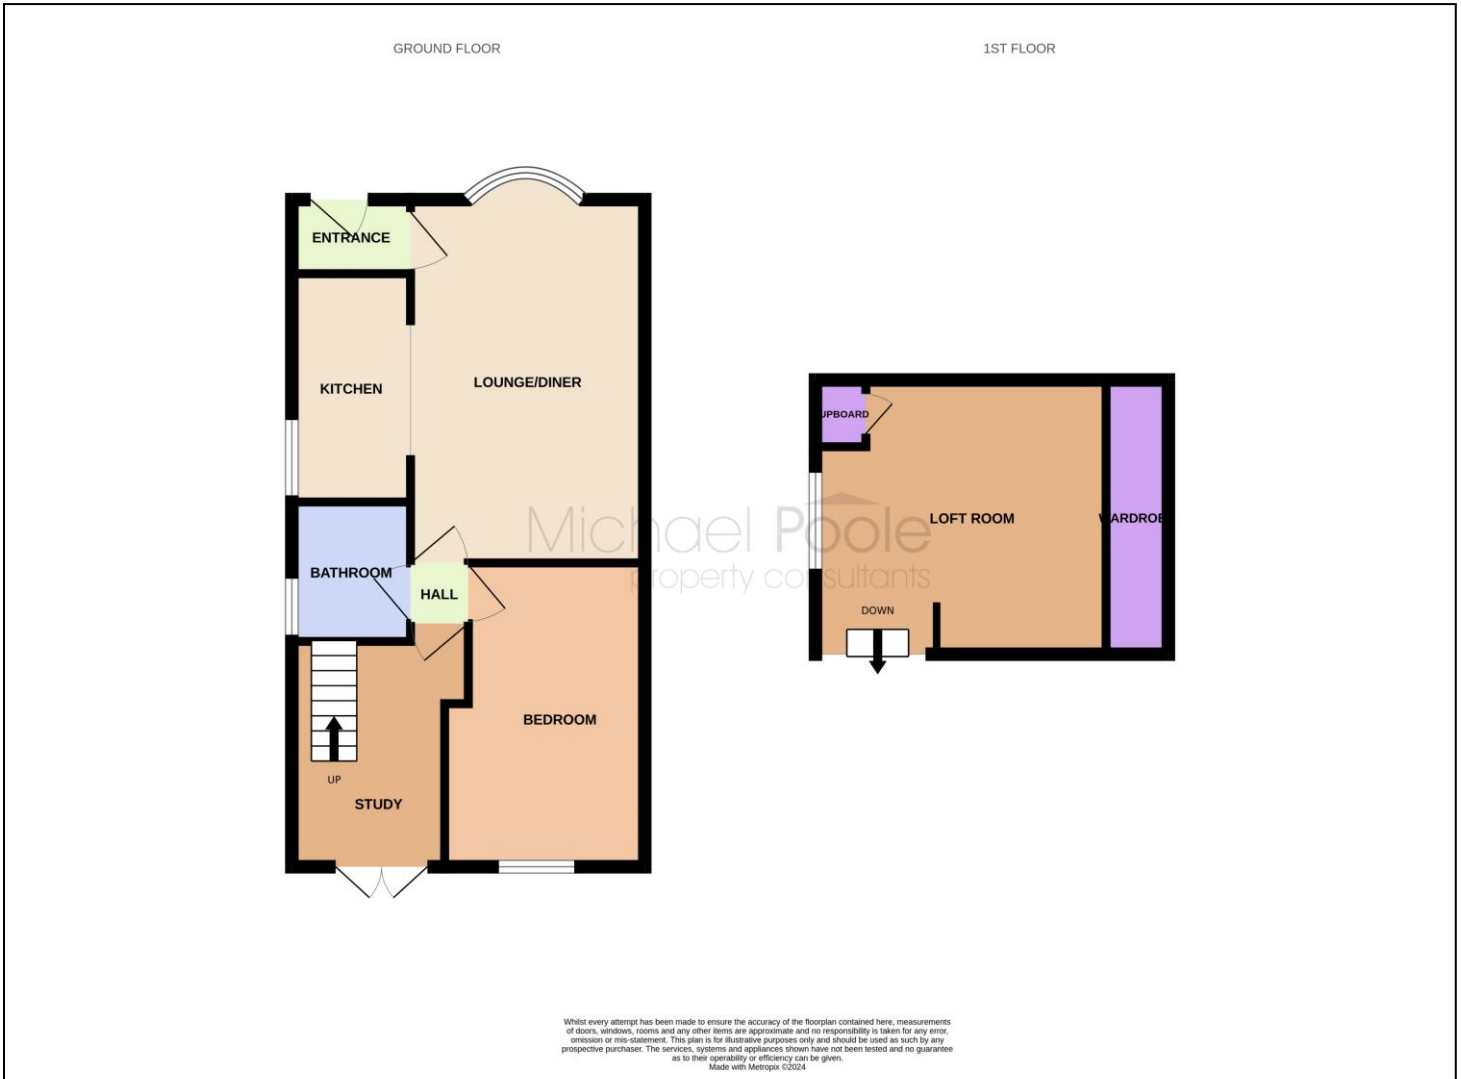 GROUND FLOOR
1ST FLOOR
ENTRANCE
KITCHEN
LOUNGE/DINER
BATHROOM
HALL
BEDROOM
UP
STUDY
UPBOARD
LOFT ROOM
WARDROB
DOWN
Michael Poole
property consultants
Whilst every attempt has been made to ensure the accuracy of the floorplan contained here, measurements
of doors, windows, rooms and any other items are approximate and no responsibility is taken for any error,
omission or mis-statement. This plan is for illustrative purposes only and should be used as such by any
prospective purchaser. The services, systems and appliances shown have not been tested and no guarantee
as to their operability or efficiency can be given.
Made with Metropix ©2024